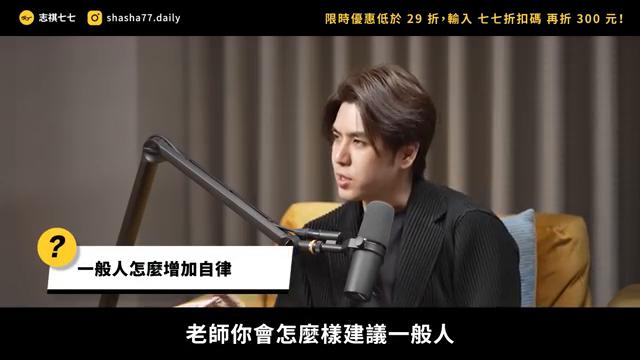 志祺七七
shasha77.daily
限時優惠低於 29 折，輸入 七七折扣碼 再折 300 元！
?
一般人怎麼增加自律
老師你會怎麼樣建議一般人